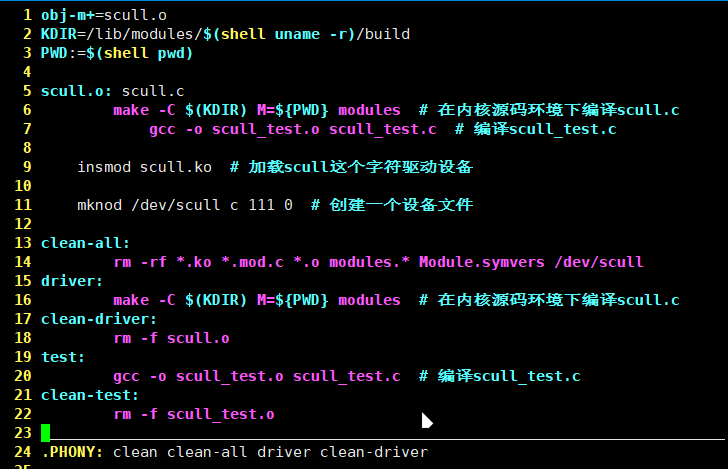 1 obj-m+=scull.o
2 KDIR=/lib/modules/$(shell uname -r)/build
3 PWD:=$(shell pwd)
4
5 scull.o: scull.c
6 make -C $(KDIR) M=${PWD} modules # 在内核源码环境下编译scull.c
7 gcc -o scull_test.o scull_test.c # 编译scull_test.c
8
9 insmod scull.ko # 加载scull这个字符驱动设备
10
11 mknod /dev/scull c 111 0 # 创建一个设备文件
12
13 clean-all:
14 rm -rf *.ko *.mod.c *.o modules.* Module.symvers /dev/scull
15 driver:
16 make -C $(KDIR) M=${PWD} modules # 在内核源码环境下编译scull.c
17 clean-driver:
18 rm -f scull.o
19 test:
20 gcc -o scull_test.o scull_test.c # 编译scull_test.c
21 clean-test:
22 rm -f scull_test.o
23
24 .PHONY: clean clean-all driver clean-driver